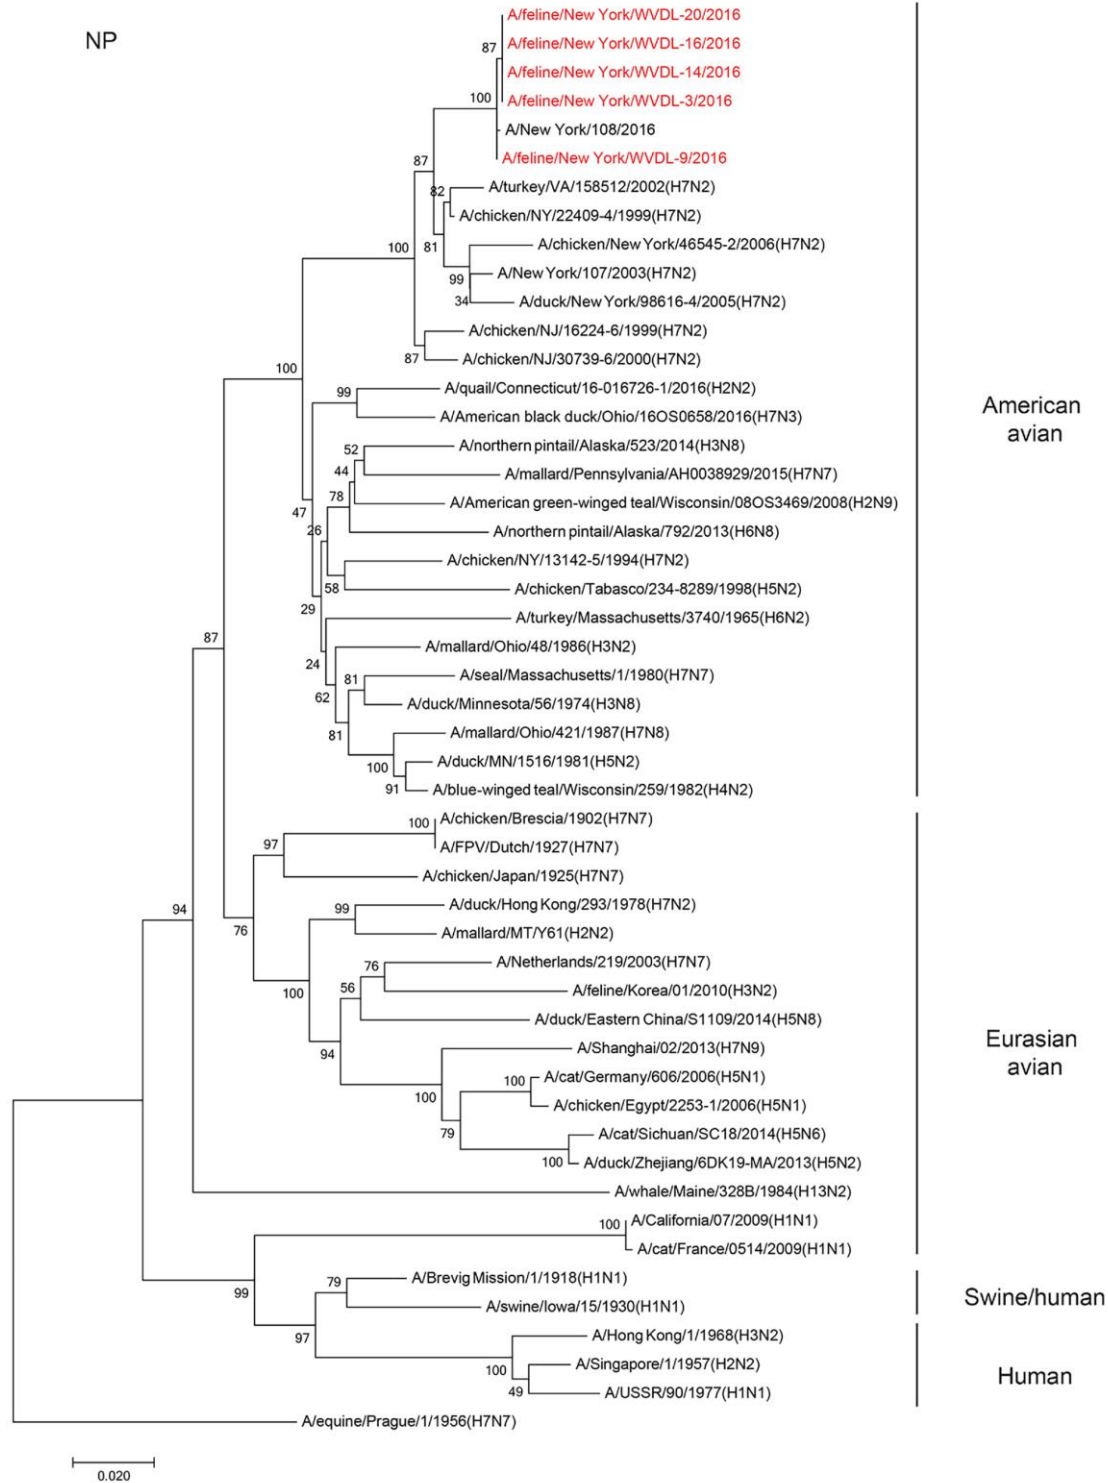 NP
A/feline/New York/WVDL-20/2016
87
A/feline/New York/WVDL-16/2016
A/feline/New York/WVDL-14/2016
100
A/feline/New York/WVDL-3/2016
A/New York/108/2016
87
A/feline/New York/WVDL-9/2016
82
A/turkey/VA/158512/2002(H7N2)
A/chicken/NY/22409-4/1999(H7N2)
100
81
A/chicken/New York/46545-2/2006(H7N2)
99
A/New York/107/2003(H7N2)
34
A/duck/New York/98616-4/2005(H7N2)
A/chicken/NJ/16224-6/1999(H7N2)
87
A/chicken/NJ/30739-6/2000(H7N2)
100
99
A/quail/Connecticut/16-016726-1/2016(H2N2)
A/American black duck/Ohio/16OS0658/2016(H7N3)
American
avian
52
A/northern pintail/Alaska/523/2014(H3N8)
44
A/mallard/Pennsylvania/AH0038929/2015(H7N7)
78
A/American green-winged teal/Wisconsin/08OS3469/2008(H2N9)
47
26
A/northern pintail/Alaska/792/2013(H6N8)
A/chicken/NY/13142-5/1994(H7N2)
58
A/chicken/Tabasco/234-8289/1998(H5N2)
29
A/turkey/Massachusetts/3740/1965(H6N2)
87
A/mallard/Ohio/48/1986(H3N2)
24
81
A/seal/Massachusetts/1/1980(H7N7)
62
A/duck/Minnesota/56/1974(H3N8)
81
A/mallard/Ohio/421/1987(H7N8)
100
A/duck/MN/1516/1981(H5N2)
91
A/blue-winged teal/Wisconsin/259/1982(H4N2)
100
A/chicken/Brescia/1902(H7N7)
97
A/FPV/Dutch/1927(H7N7)
A/chicken/Japan/1925(H7N7)
94
99
A/duck/Hong Kong/293/1978(H7N2)
76
A/mallard/MT/Y61(H2N2)
76
A/Netherlands/219/2003(H7N7)
100
56
A/feline/Korea/01/2010(H3N2)
A/duck/Eastern China/S1109/2014(H5N8)
94
A/Shanghai/02/2013(H7N9)
Eurasian
avian
100
100
A/cat/Germany/606/2006(H5N1)
A/chicken/Egypt/2253-1/2006(H5N1)
79
A/cat/Sichuan/SC18/2014(H5N6)
100
A/duck/Zhejiang/6DK19-MA/2013(H5N2)
A/whale/Maine/328B/1984(H13N2)
100
A/California/07/2009(H1N1)
A/cat/France/0514/2009(H1N1)
99
79
A/Brevig Mission/1/1918(H1N1)
Swine/human
A/swine/Iowa/15/1930(H1N1)
97
A/Hong Kong/1/1968(H3N2)
100
A/Singapore/1/1957(H2N2)
Human
49
A/USSR/90/1977(H1N1)
A/equine/Prague/1/1956(H7N7)
0.020